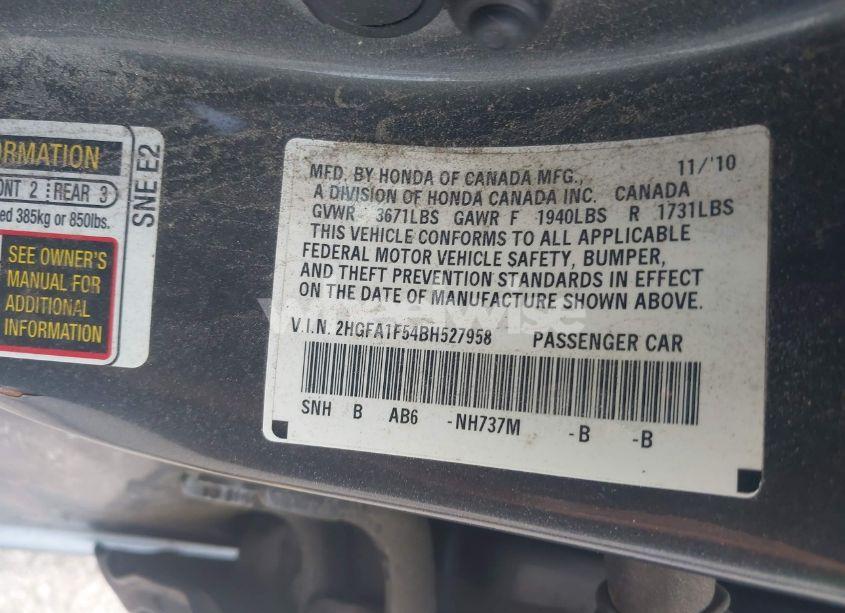 ORMATION
ONT 2 REAR 3
ed 385kg or 850lbs.
SEE OWNER'S
MANUAL FOR
ADDITIONAL
INFORMATION
SNE E2
MFD. BY HONDA OF CANADA MFG., 11/'10
A DIVISION OF HONDA CANADA INC. CANADA
GVWR 3671LBS GAWR F 1940LBS R 1731LBS
THIS VEHICLE CONFORMS TO ALL APPLICABLE
FEDERAL MOTOR VEHICLE SAFETY, BUMPER,
AND THEFT PREVENTION STANDARDS IN EFFECT
ON THE DATE OF MANUFACTURE SHOWN ABOVE.
V.I.N. 2HGFA1F54BH527958 PASSENGER CAR
SNH B AB6 -NH737M -B -B